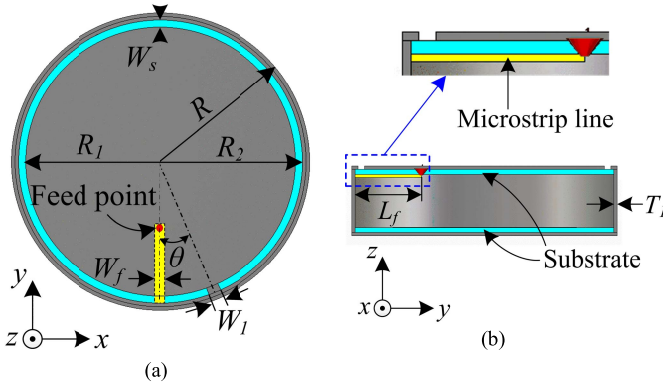 W_s
R
R_1
R_2
Feed point
W_f
θ
W_1
y
z
x
(a)
Microstrip line
L_f
Substrate
z
x
y
(b)